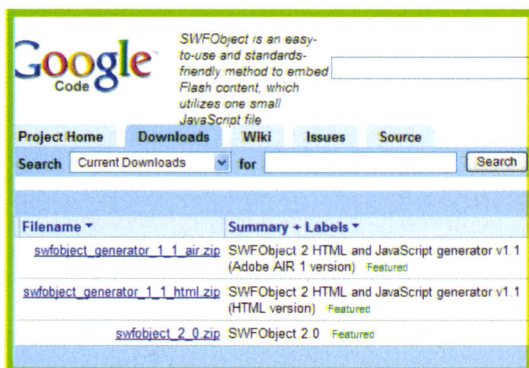 Google
Code
SWFObject is an easy-
to-use and standards-
friendly method to embed
Flash content, which
utilizes one small
JavaScript file
Project Home Downloads Wiki Issues Source
Search Current Downloads for Search
Filename Summary + Labels
swfobject_generator_1_1_air.zip SWFObject 2 HTML and JavaScript generator v1.1
(Adobe AIR 1 version) Featured
swfobject_generator_1_1_html.zip SWFObject 2 HTML and JavaScript generator v1.1
(HTML version) Featured
swfobject_2_0.zip SWFObject 2.0 Featured